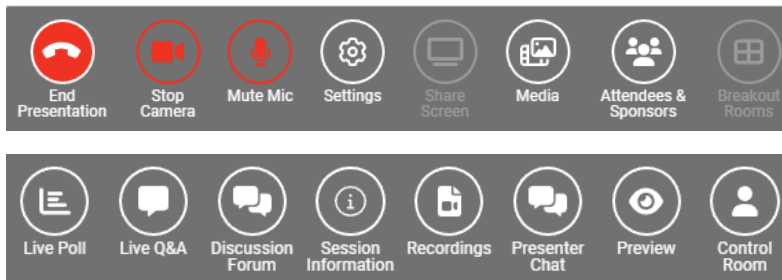 End
Presentation
Stop
Camera
Mute Mic
Settings
Share
Screen
Media
Attendees &
Sponsors
Breakout
Rooms
Live Poll
Live Q&A
Discussion
Forum
Session
Information
Recordings
Presenter
Chat
Preview
Control
Room